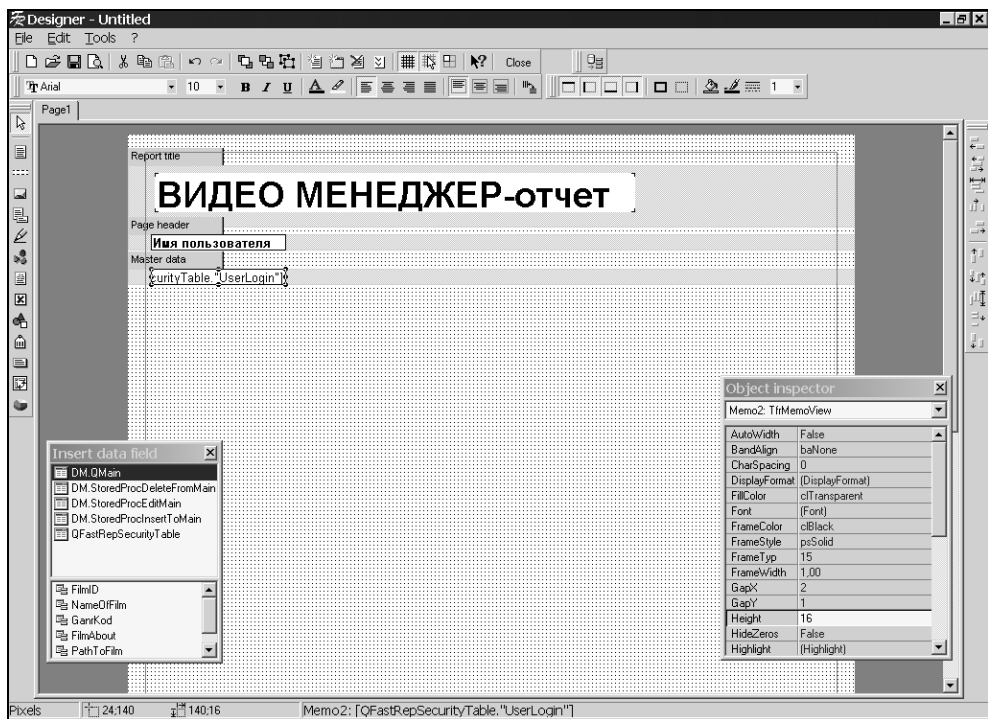 Designer - Untitled
File Edit Tools ?
Close
Arial 10 B I U A 1
Page1
Report title
ВИДЕО МЕНЕДЖЕР-отчет
Page header
Имя пользователя
Master data
curityTable."UserLogin"]
Insert data field
DM.QMain
DM.StoredProcDeleteFromMain
DM.StoredProcEditMain
DM.StoredProcInsertToMain
QFastRepSecurityTable
FilmID
NameOfFilm
GanrKod
FilmAbout
PathToFilm
Object inspector
Memo2: TfrMemoView
AutoWidth False
BandAlign baNone
CharSpacing 0
DisplayFormat (DisplayFormat)
FillColor clTransparent
Font (Font)
FrameColor clBlack
FrameStyle psSolid
FrameTyp 15
FrameWidth 1,00
GapX 2
GapY 1
Height 16
HideZeros False
Highlight (Highlight)
Pixels 24;140 140;16 Memo2: [QFastRepSecurityTable."UserLogin"]